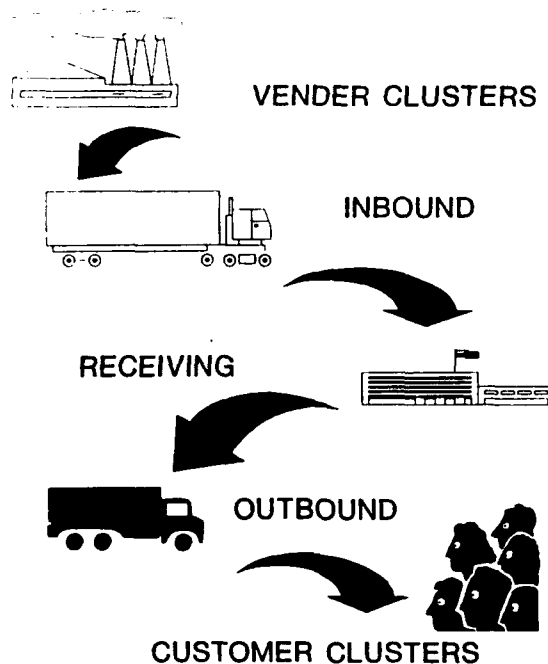 VENDER CLUSTERS
INBOUND
RECEIVING
OUTBOUND
CUSTOMER CLUSTERS